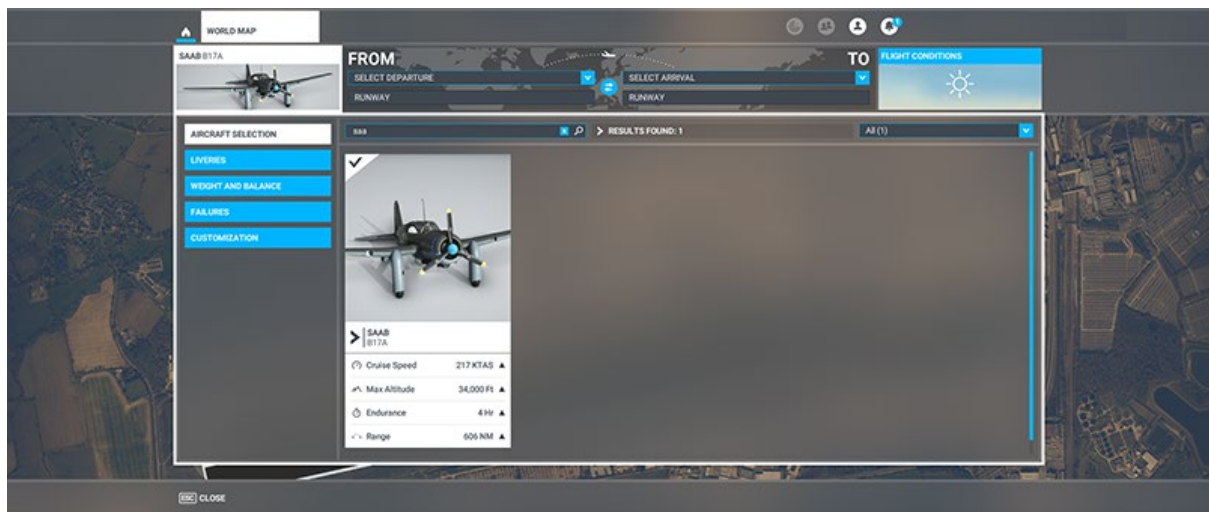 WORLD MAP
1
SAAB B17A
FROM
SELECT DEPARTURE
RUNWAY
TO
SELECT ARRIVAL
RUNWAY
FLIGHT CONDITIONS
AIRCRAFT SELECTION
LIVERIES
WEIGHT AND BALANCE
FAILURES
CUSTOMIZATION
saa
RESULTS FOUND: 1
All (1)
SAAB
B17A
Cruise Speed 217 KTAS
Max Altitude 34,000 Ft
Endurance 4 Hr
Range 606 NM
ESC CLOSE